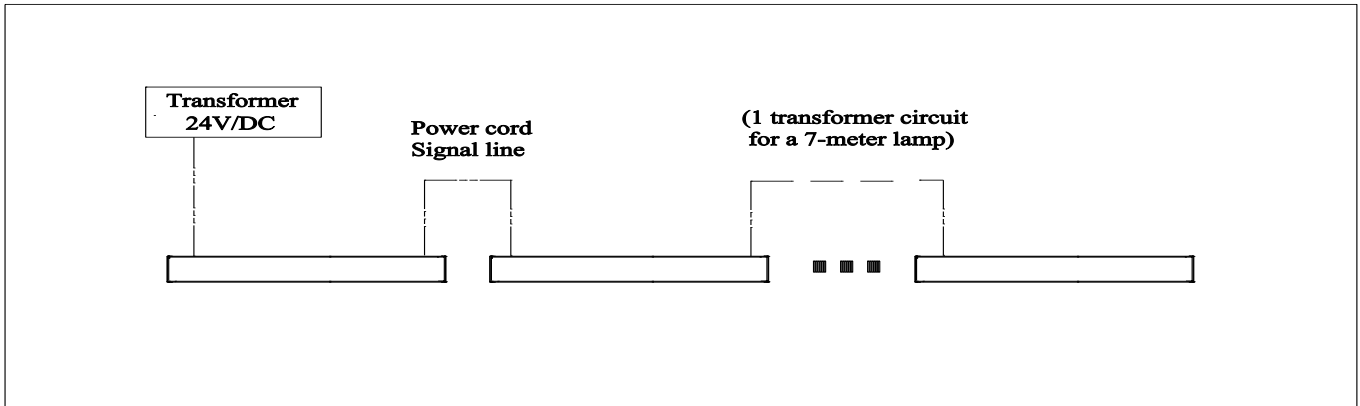 Transformer
24V/DC
Power cord
Signal line
(1 transformer circuit
for a 7-meter lamp)